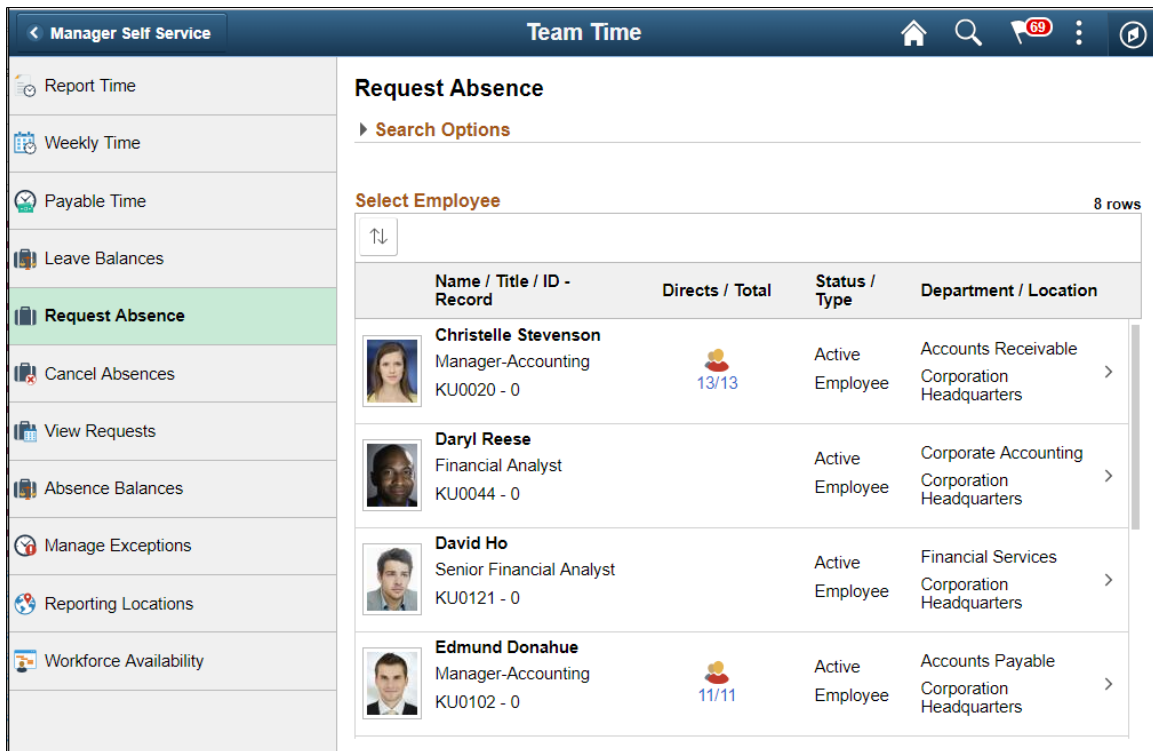 Manager Self Service
Team Time
69
Report Time
Weekly Time
Payable Time
Leave Balances
Request Absence
Cancel Absences
View Requests
Absence Balances
Manage Exceptions
Reporting Locations
Workforce Availability
Request Absence
Search Options
Select Employee
8 rows
Name / Title / ID -
Record
Directs / Total
Status /
Type
Department / Location
Christelle Stevenson
Manager-Accounting
KU0020 - 0
13/13
Active
Employee
Accounts Receivable
Corporation
Headquarters
Daryl Reese
Financial Analyst
KU0044 - 0
Active
Employee
Corporate Accounting
Corporation
Headquarters
David Ho
Senior Financial Analyst
KU0121 - 0
Active
Employee
Financial Services
Corporation
Headquarters
Edmund Donahue
Manager-Accounting
KU0102 - 0
11/11
Active
Employee
Accounts Payable
Corporation
Headquarters